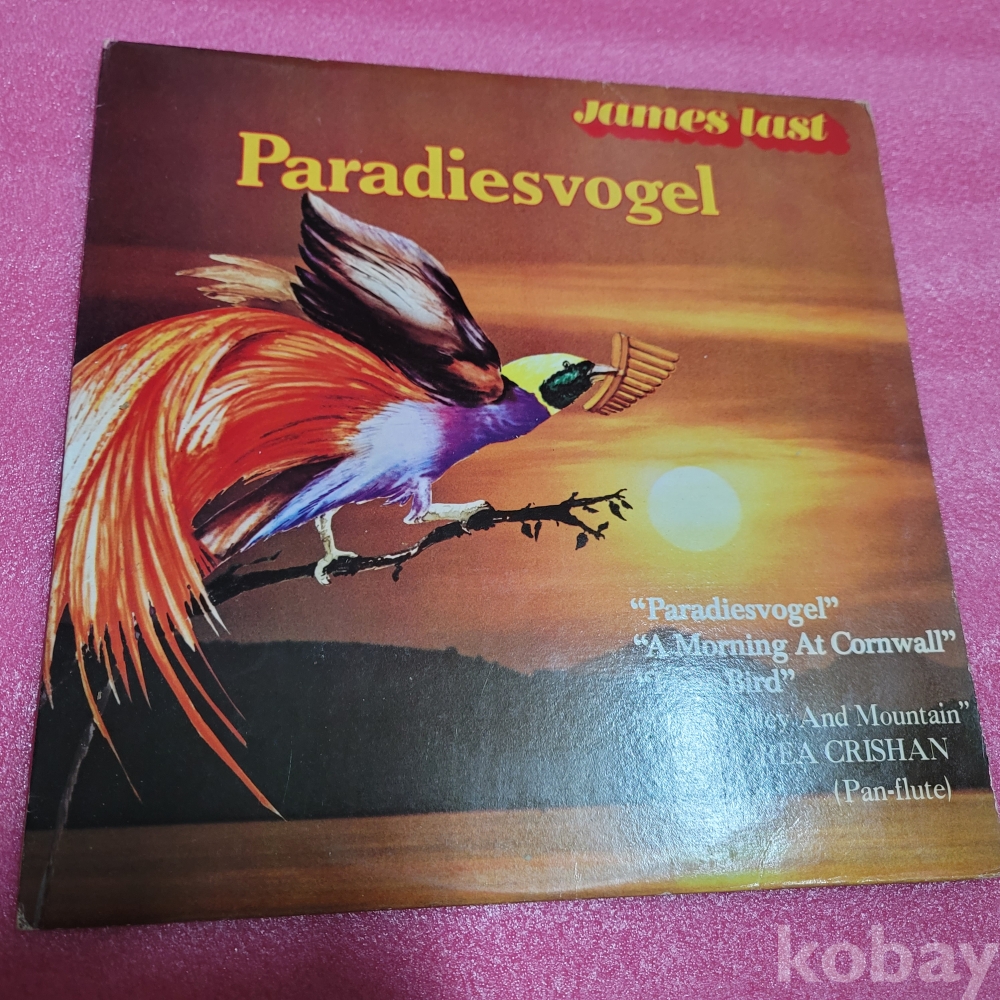 James Last
Paradiesvogel
"Paradiesvogel"
"A Morning At Cornwall"
Bird"
And Mountain"
CRISHAN
(Pan-flute)
kobay